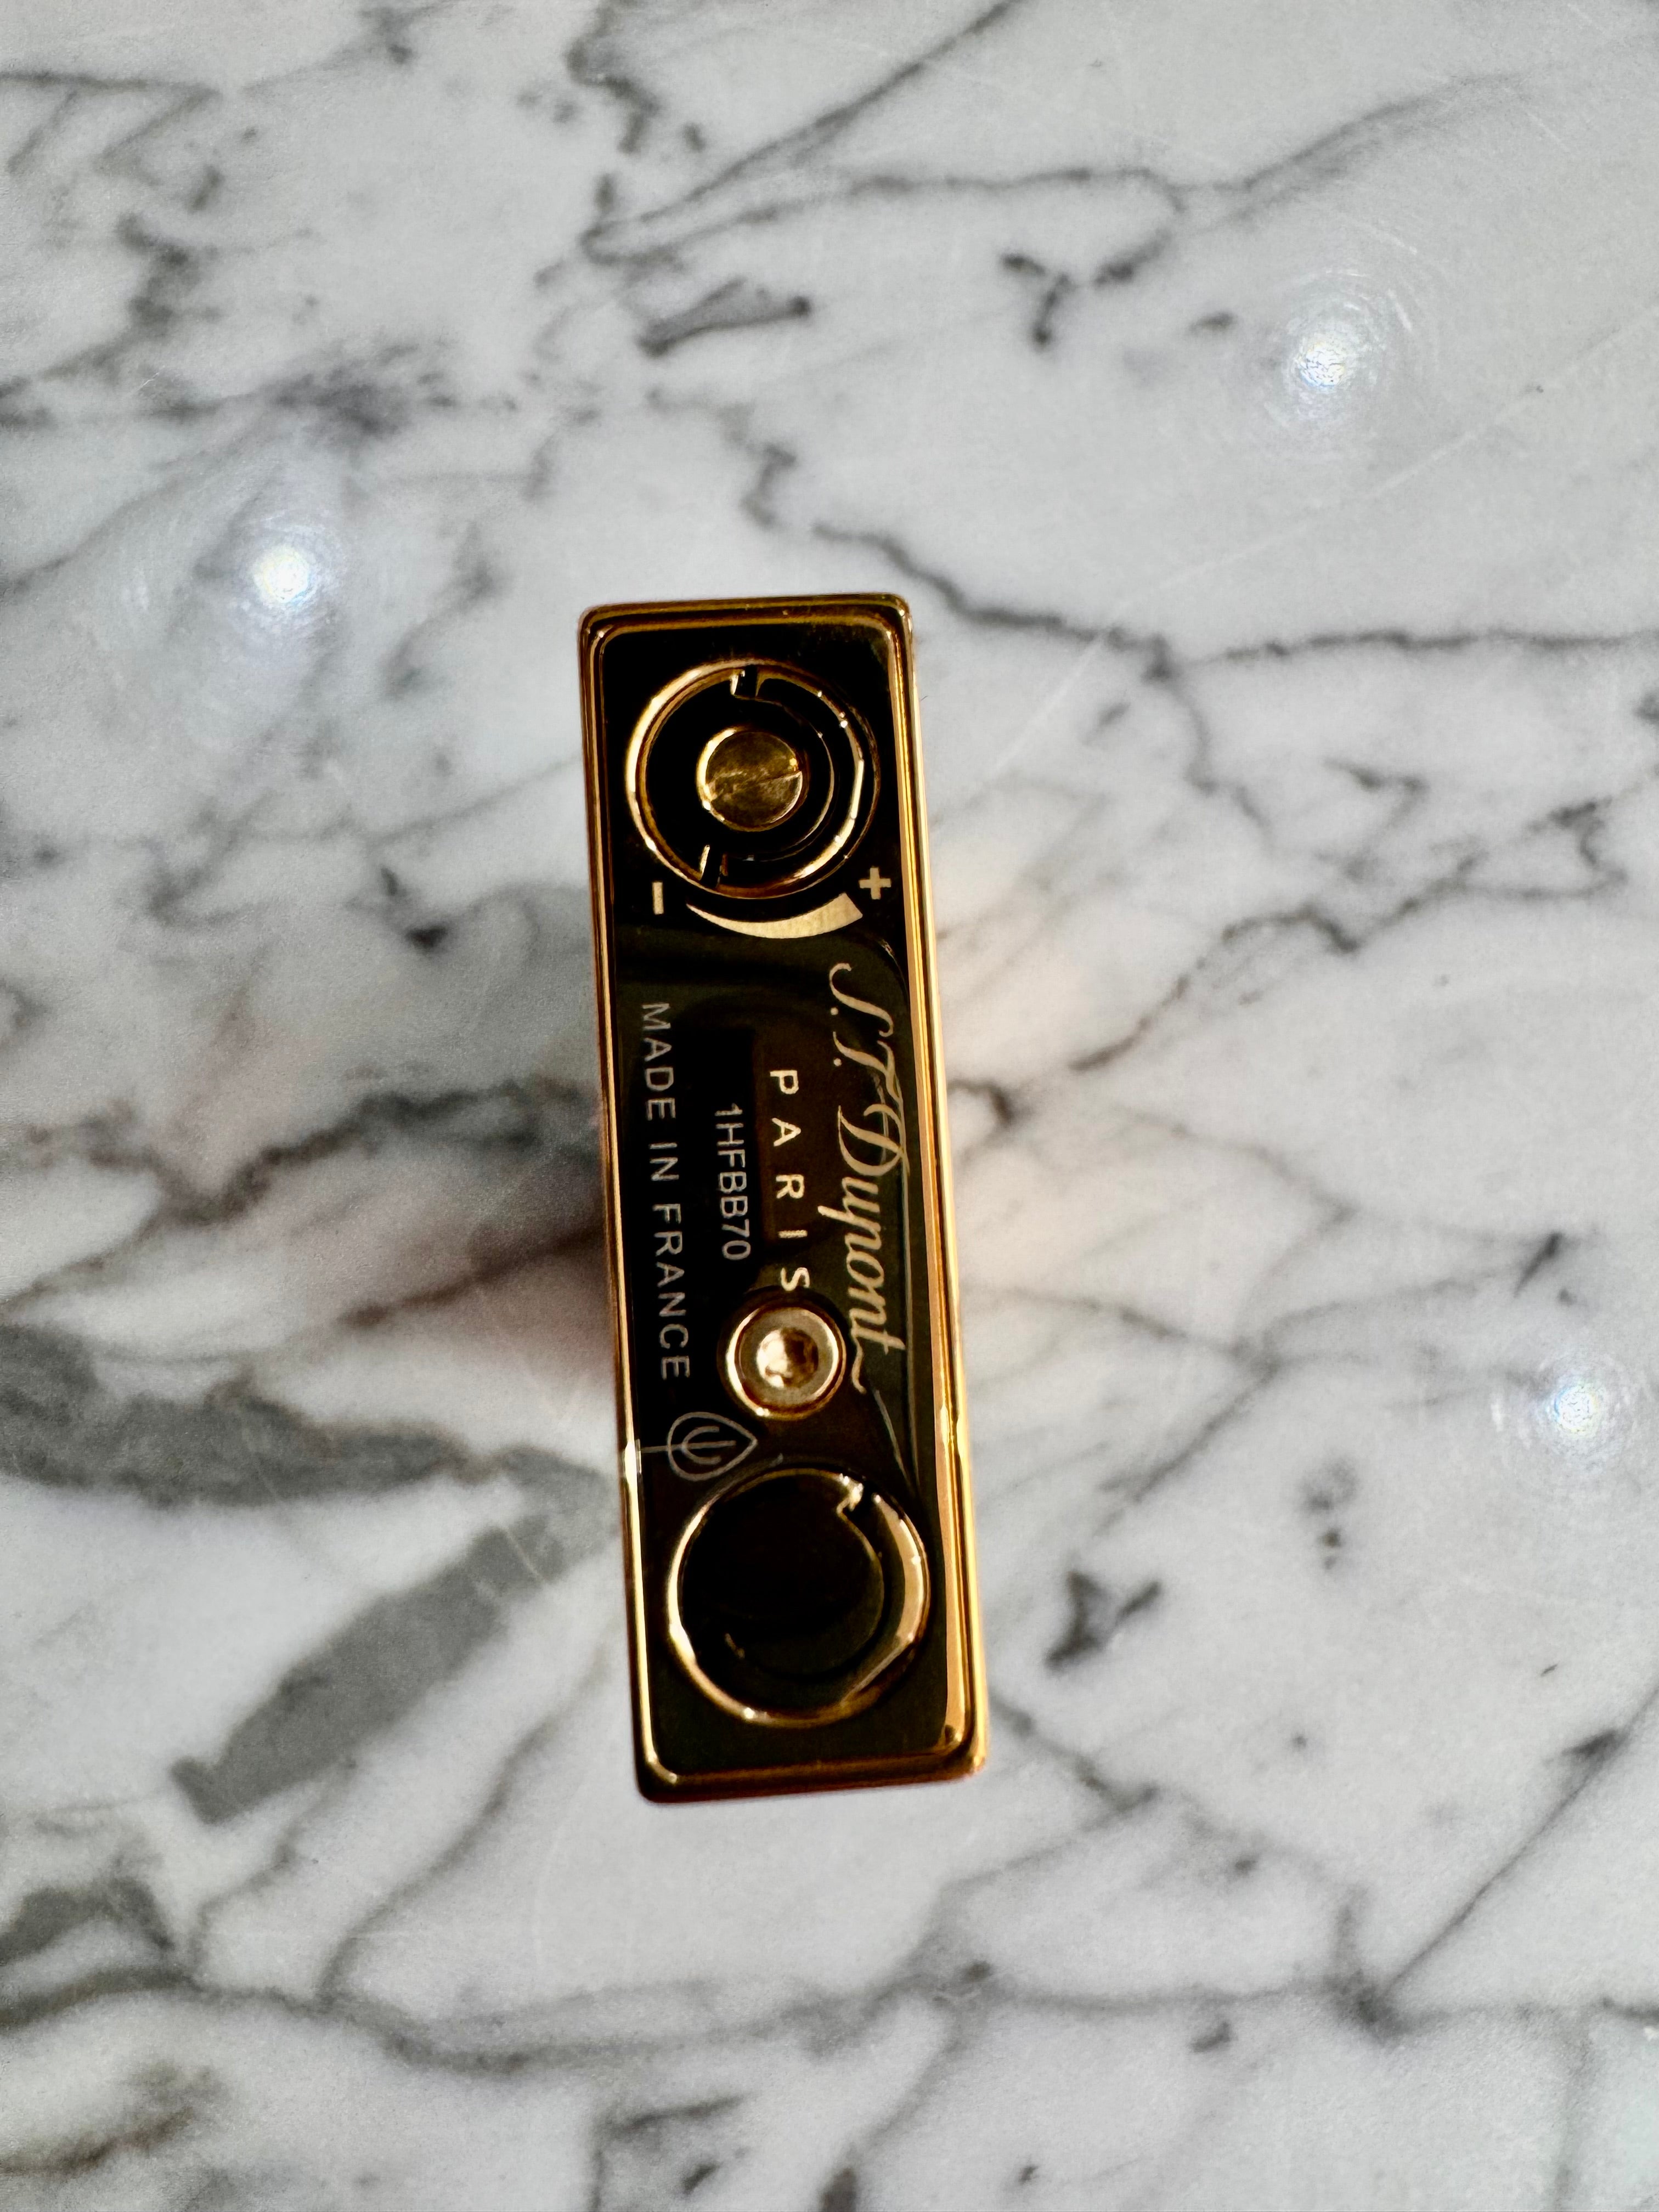 - +
S.T. Dupont
PARIS
1HFBB70
MADE IN FRANCE